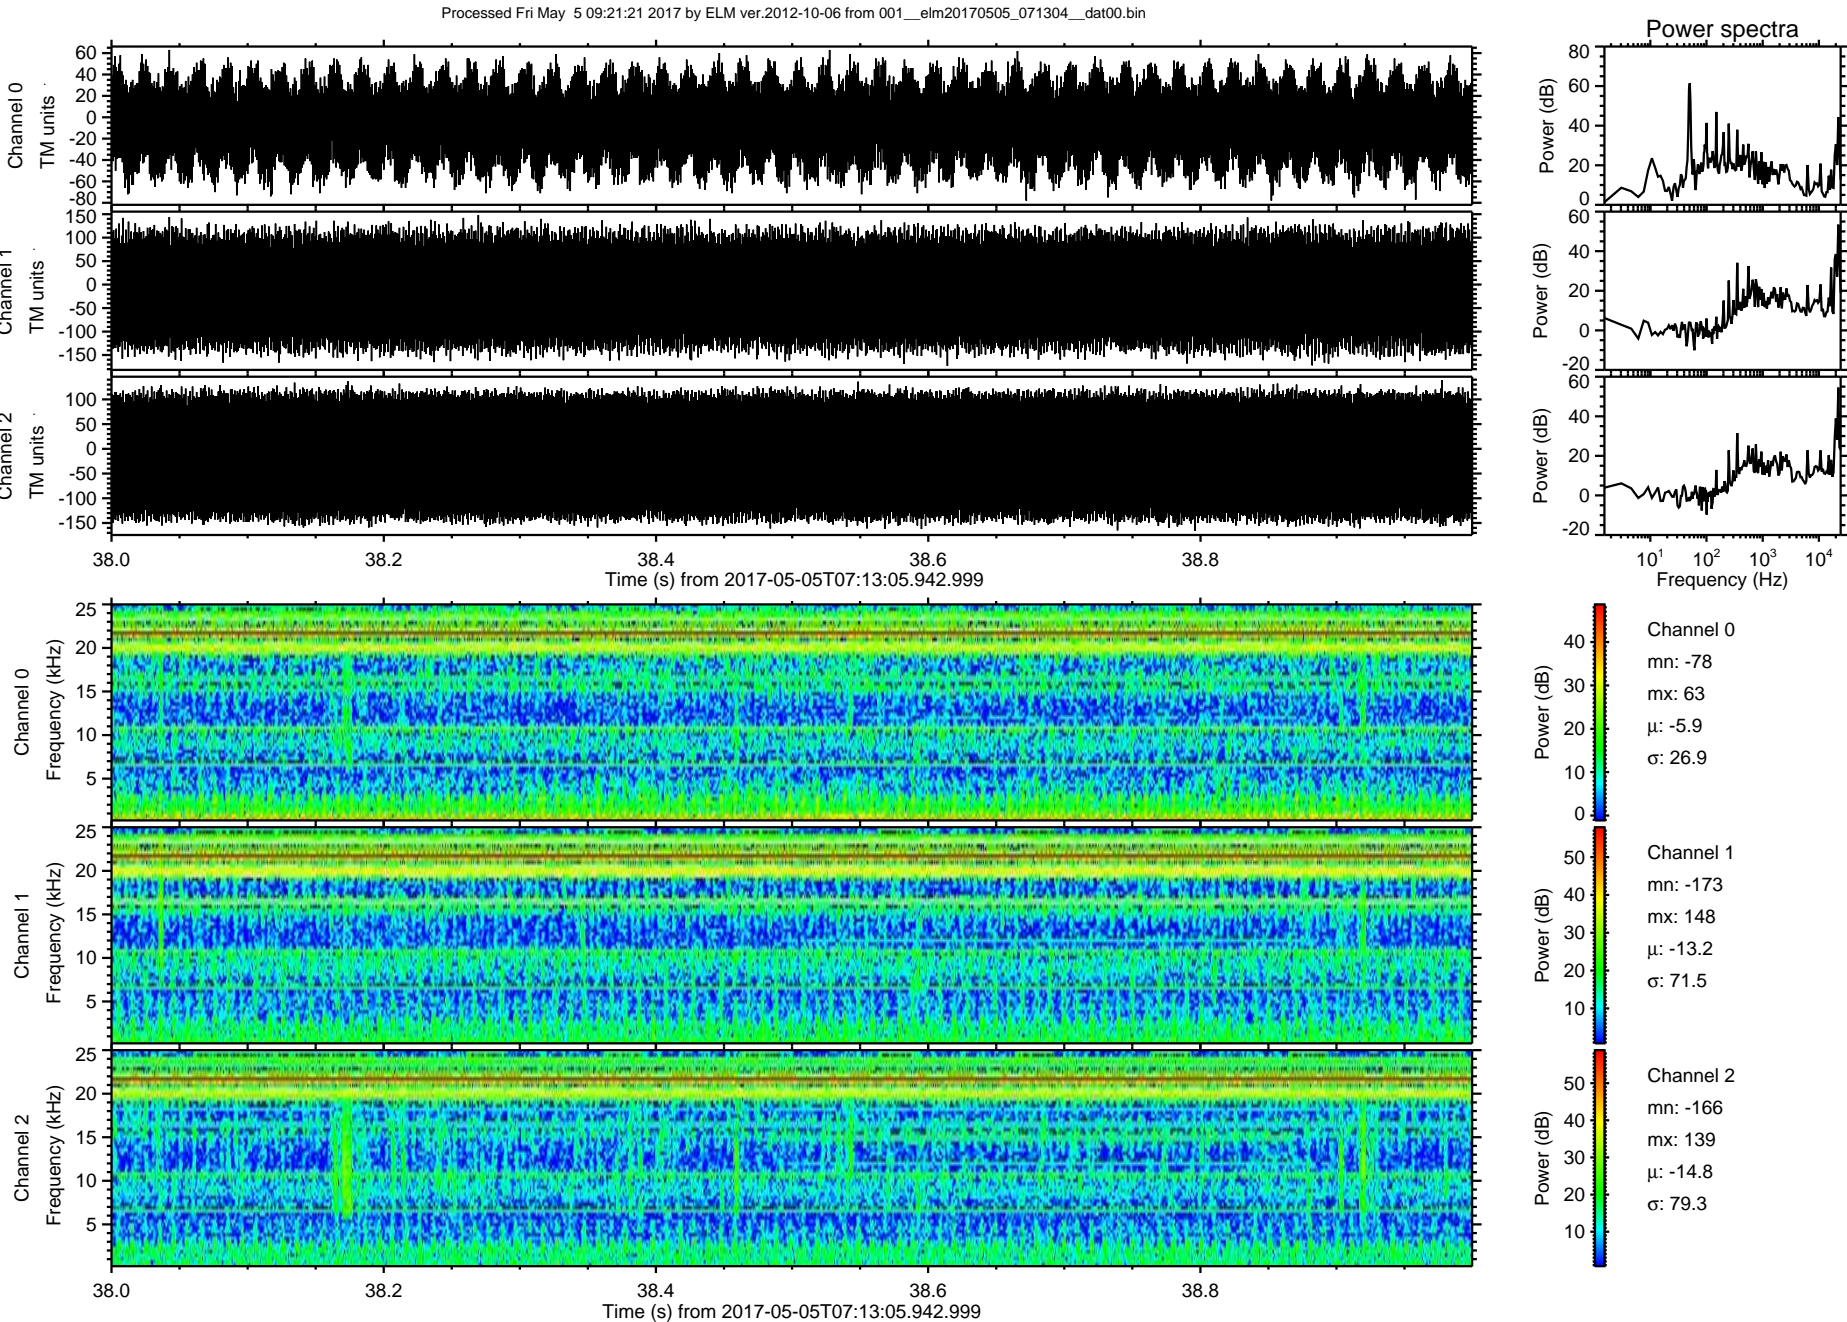 Processed Fri May  5 09:21:21 2017 by ELM ver.2012-10-06 from 001__elm20170505_071304__dat00.bin
Power spectra
Channel 0
TM units
60
40
20
0
-20
-40
-60
-80
Power (dB)
80
60
40
20
0
Channel 1
TM units
150
100
50
0
-50
-100
-150
Power (dB)
60
40
20
0
-20
Channel 2
TM units
100
50
0
-50
-100
-150
Power (dB)
60
40
20
0
-20
38.0 38.2 38.4 38.6 38.8
Time (s) from 2017-05-05T07:13:05.942.999
10¹ 10² 10³ 10⁴
Frequency (Hz)
Channel 0
Frequency (kHz)
25
20
15
10
5
Power (dB)
40
30
20
10
0
Channel 0
mn: -78
mx: 63
μ: -5.9
σ: 26.9
Channel 1
Frequency (kHz)
25
20
15
10
5
Power (dB)
50
40
30
20
10
Channel 1
mn: -173
mx: 148
μ: -13.2
σ: 71.5
Channel 2
Frequency (kHz)
25
20
15
10
5
Power (dB)
50
40
30
20
10
Channel 2
mn: -166
mx: 139
μ: -14.8
σ: 79.3
38.0 38.2 38.4 38.6 38.8
Time (s) from 2017-05-05T07:13:05.942.999